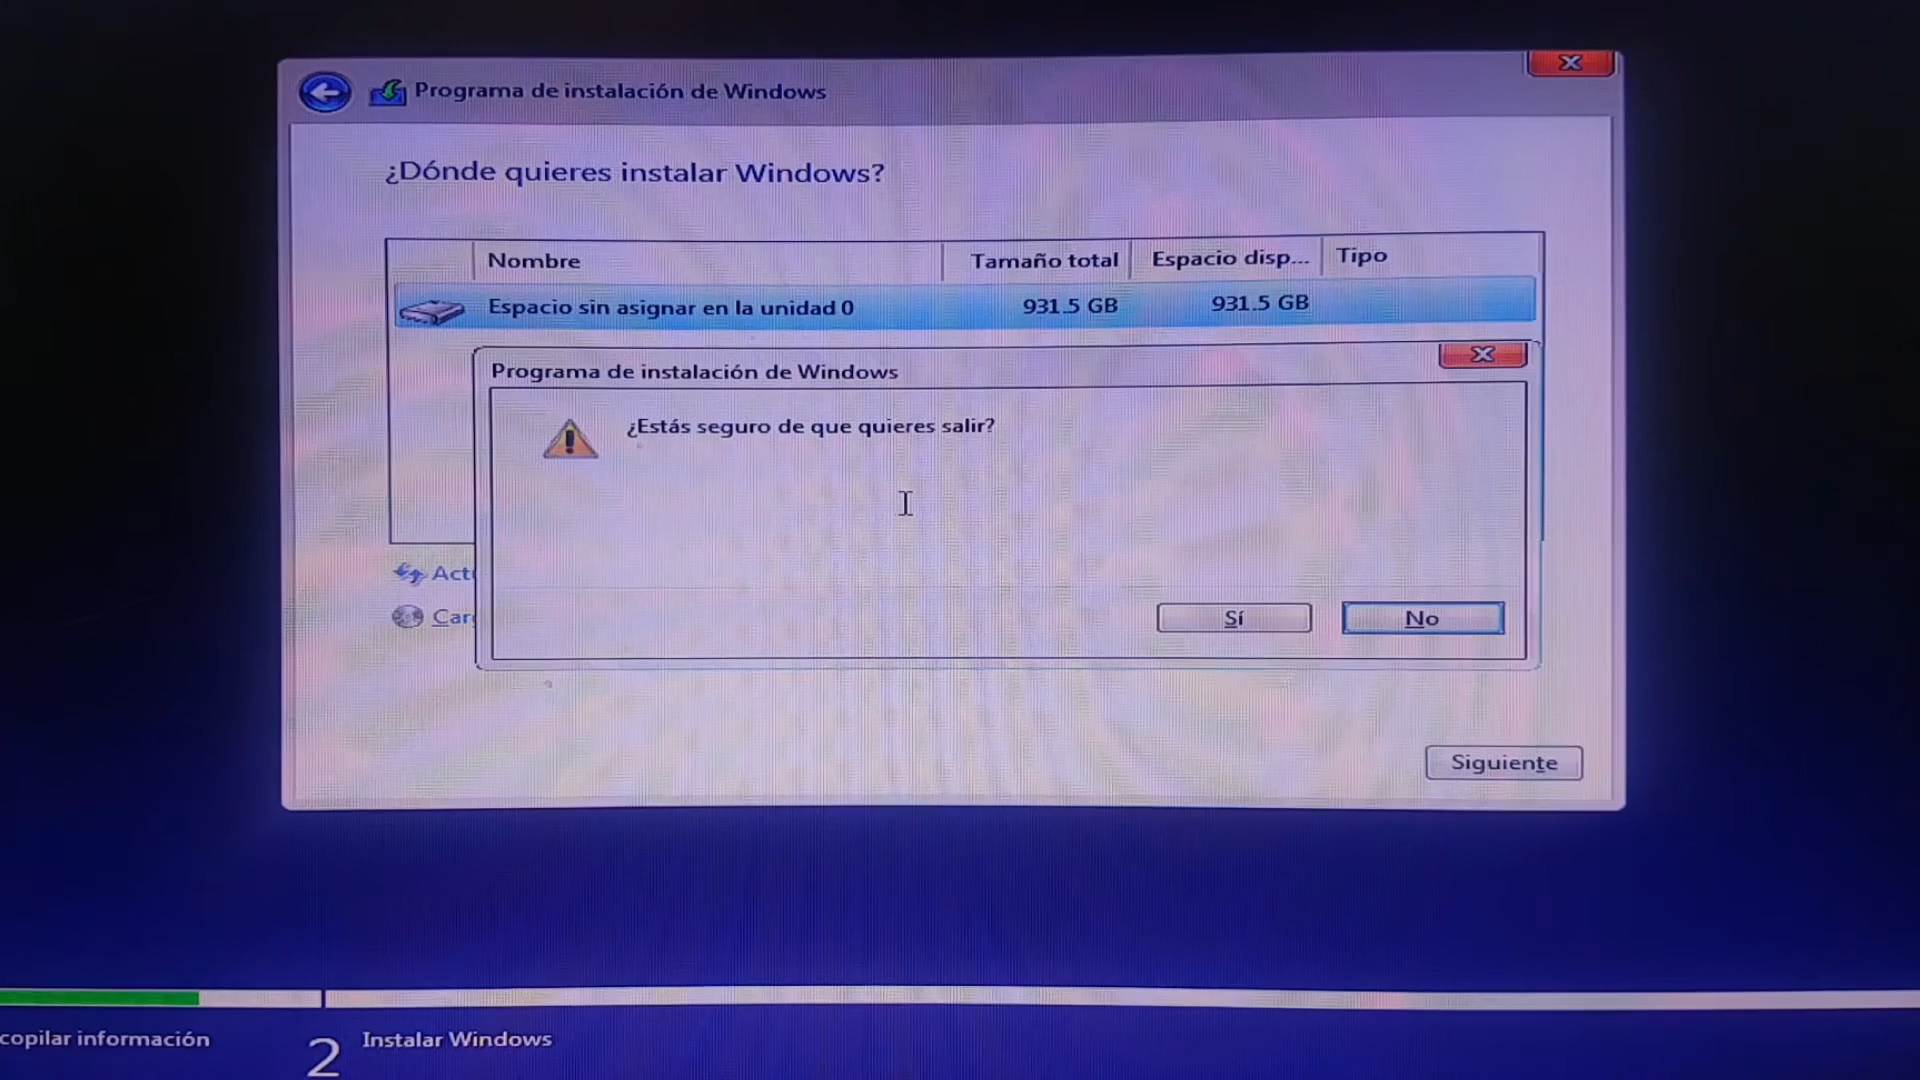 Programa de instalación de Windows
¿Dónde quieres instalar Windows?
Nombre Tamaño total Espacio disp... Tipo
Espacio sin asignar en la unidad 0 931.5 GB 931.5 GB
Programa de instalación de Windows
¿Estás seguro de que quieres salir?
Sí No
Siguiente
2 Instalar Windows